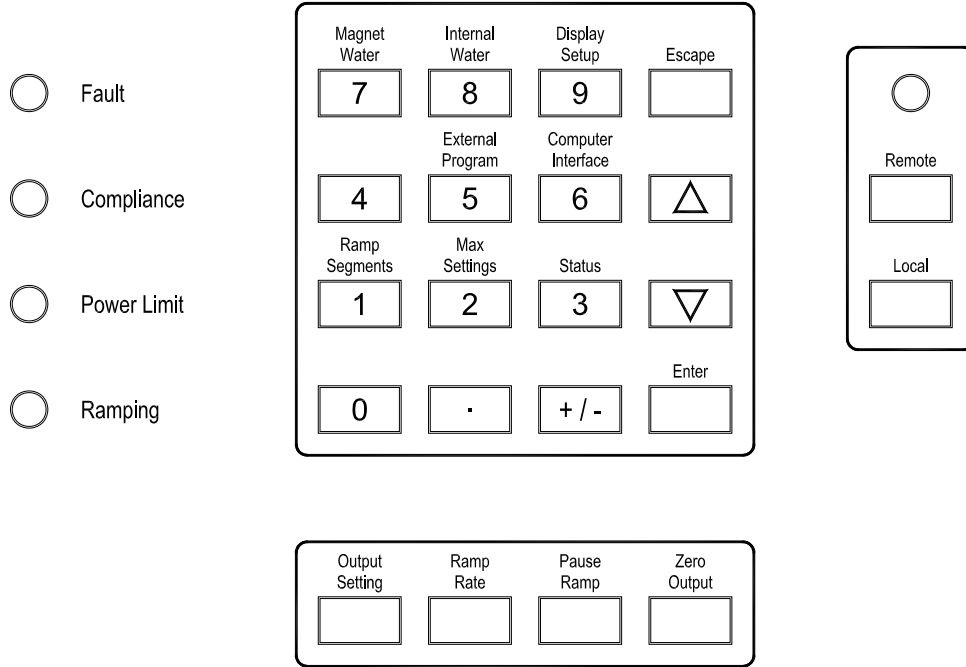 Fault
Compliance
Power Limit
Ramping
Magnet Internal Display
Water Water Setup Escape
7 8 9
External Computer
Program Interface
4 5 6
Ramp Max
Segments Settings Status
1 2 3
Enter
0 . + / -
Remote
Local
Output Ramp Pause Zero
Setting Rate Ramp Output